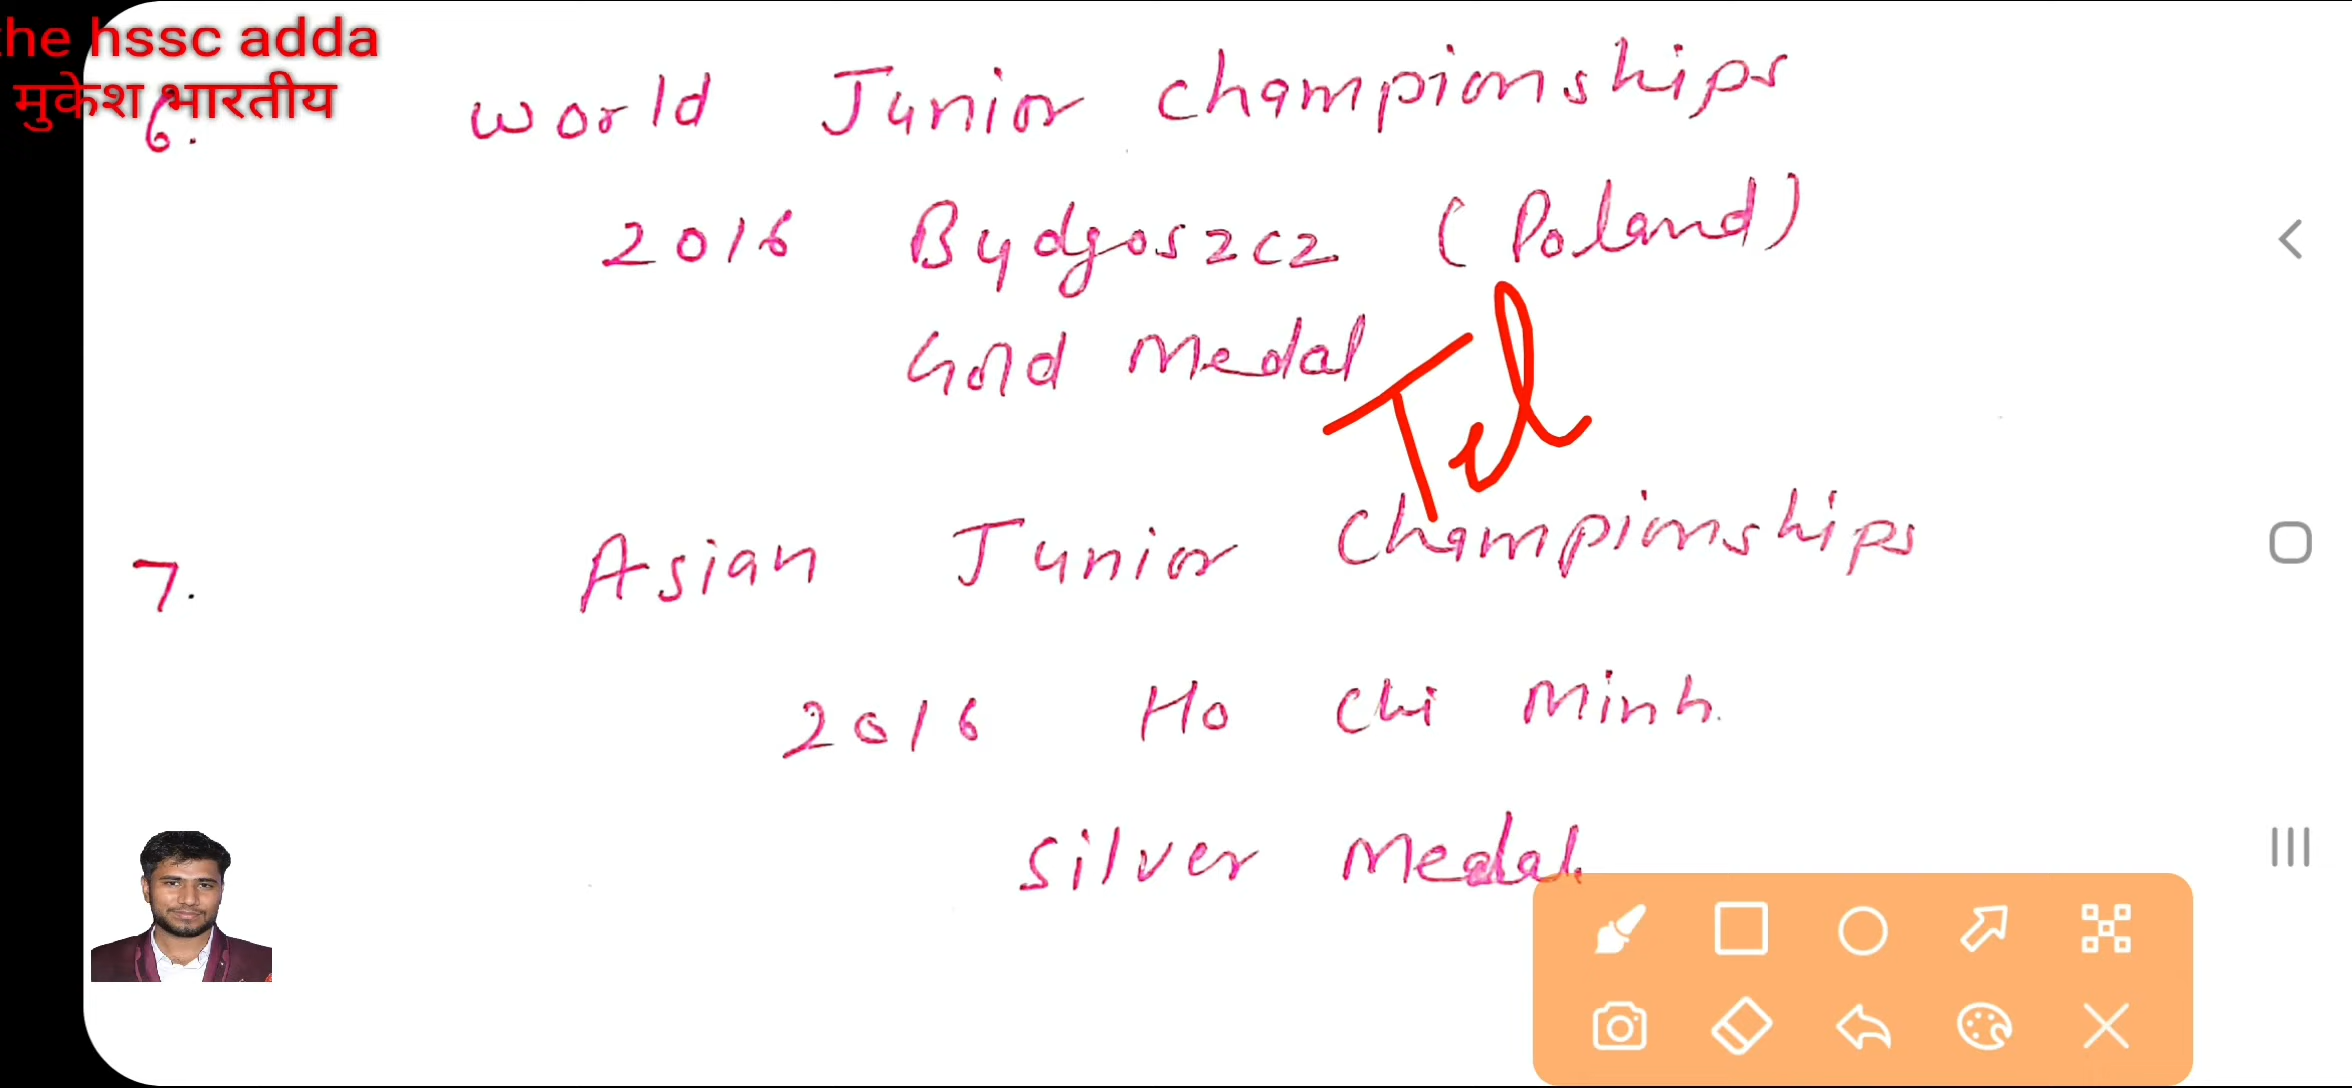 the hssc adda
मुकेश भारतीय
6. World Junior Championships
2016 Bydgoszcz (Poland)
Gold Medal
Tel
7. Asian Junior Championships
2016 Ho Chi Minh.
Silver Medal.